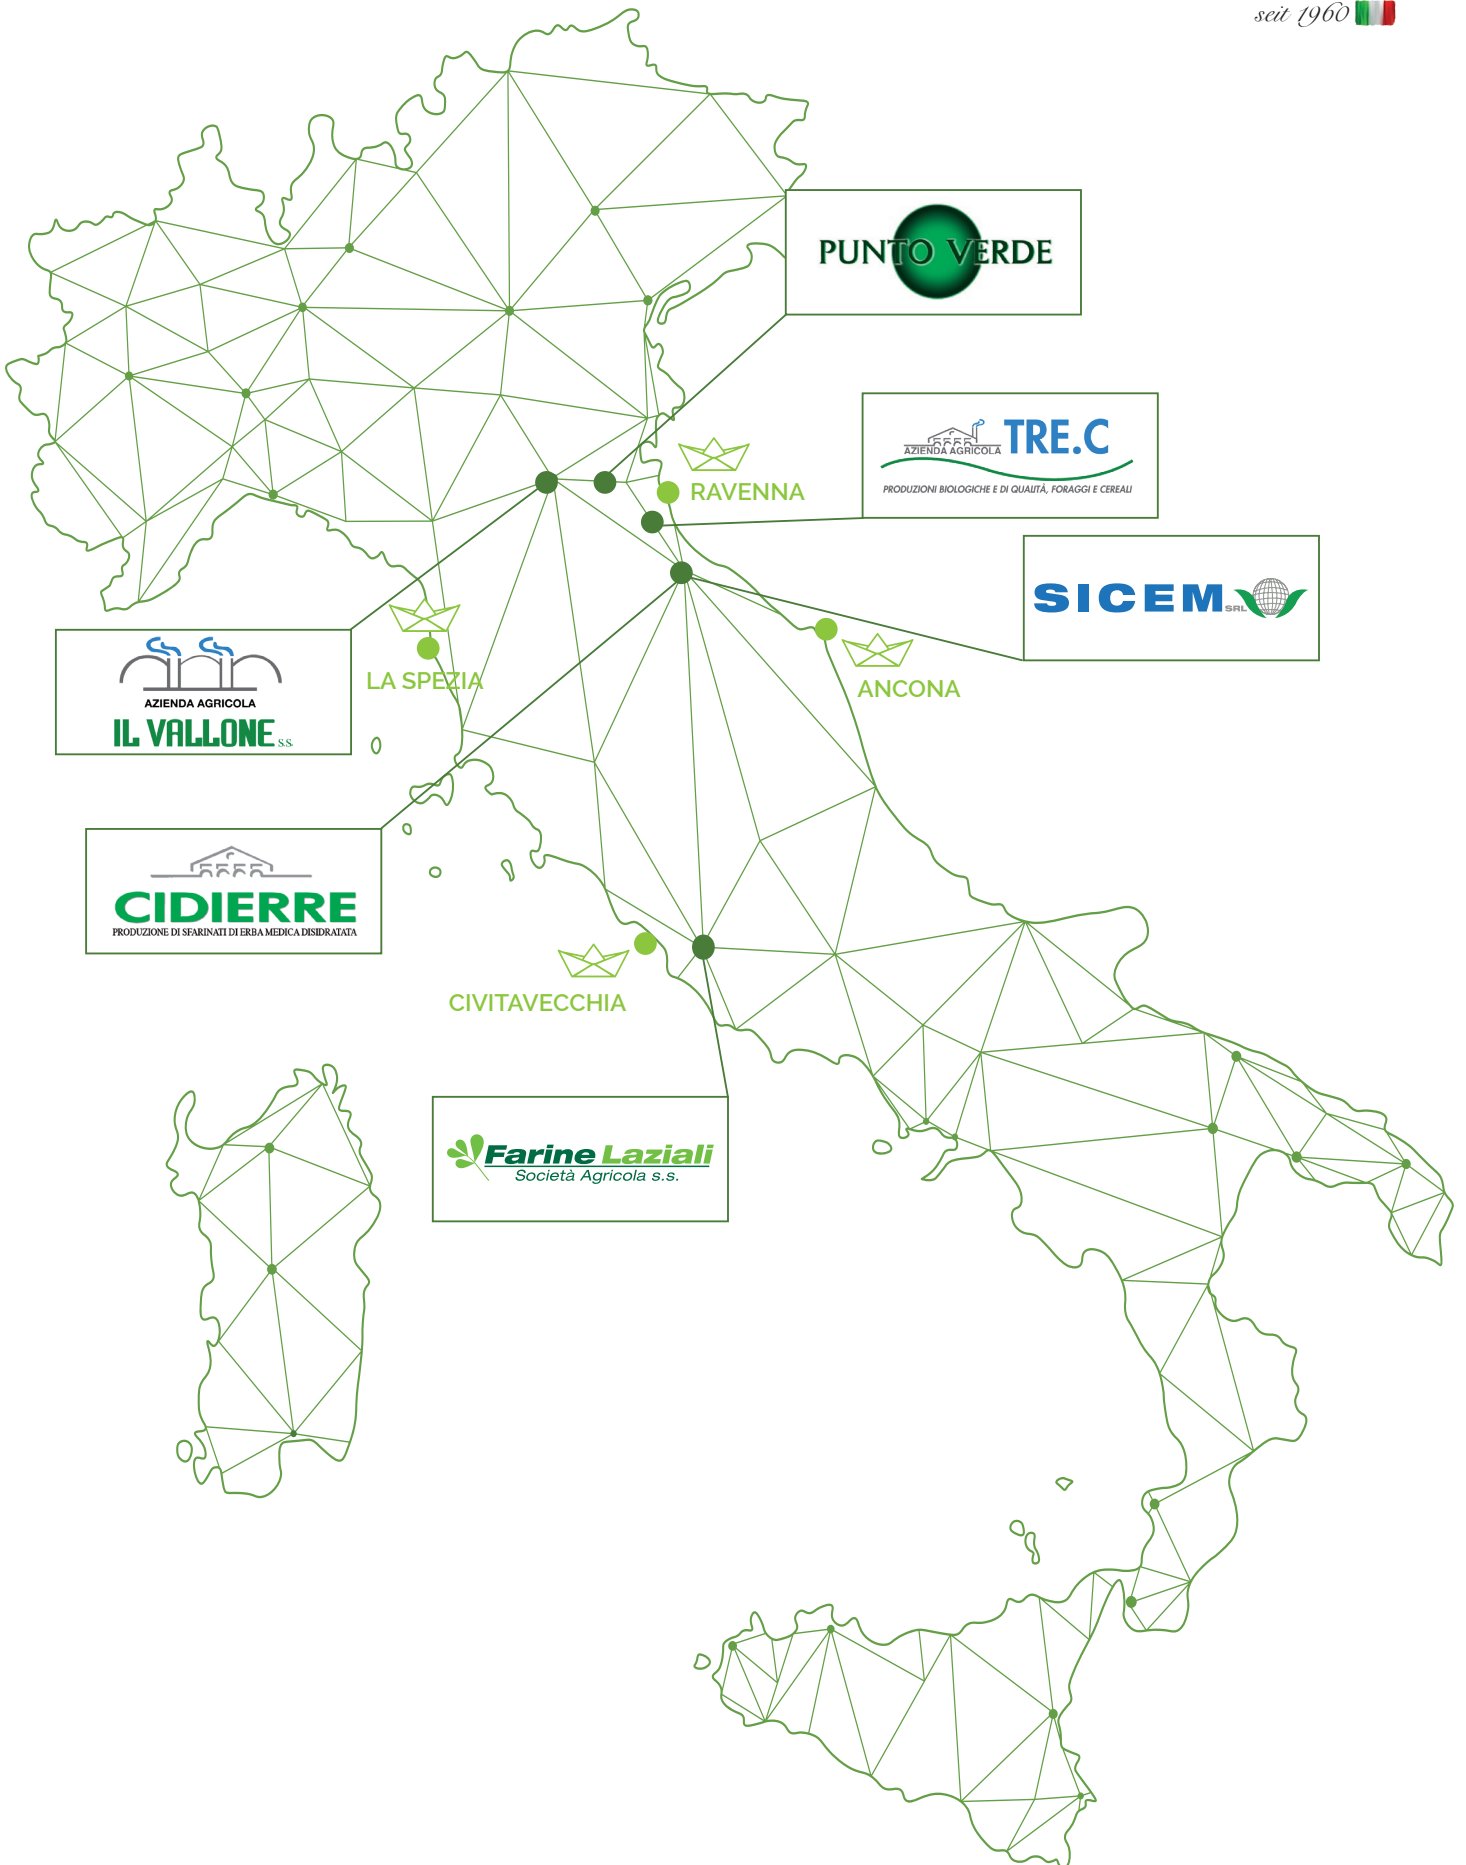 seit 1960
PUNTO VERDE
AZIENDA AGRICOLA TRE.C
PRODUZIONI BIOLOGICHE E DI QUALITÀ, FORAGGI E CEREALI
RAVENNA
SICEM SRL
AZIENDA AGRICOLA
IL VALLONE S.S.
LA SPEZIA
ANCONA
CIDIERRE
PRODUZIONE DI SFARINATI DI ERBA MEDICA DISIDRATATA
CIVITAVECCHIA
Farine Laziali
Società Agricola s.s.